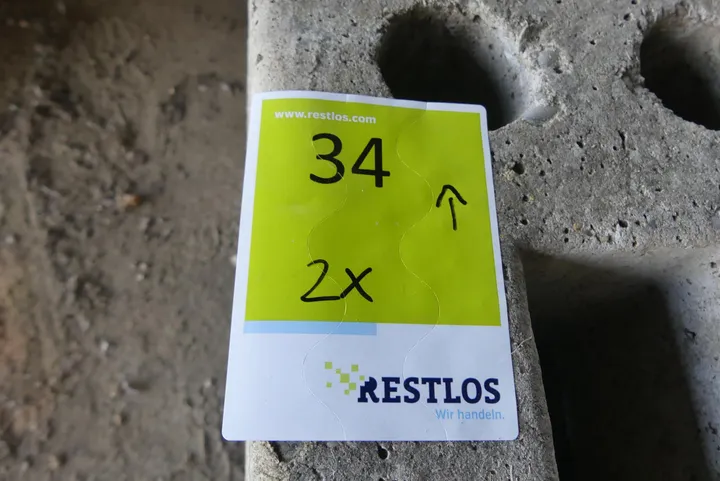 www.restlos.com
34
↑
2x
RESTLOS
Wir handeln.